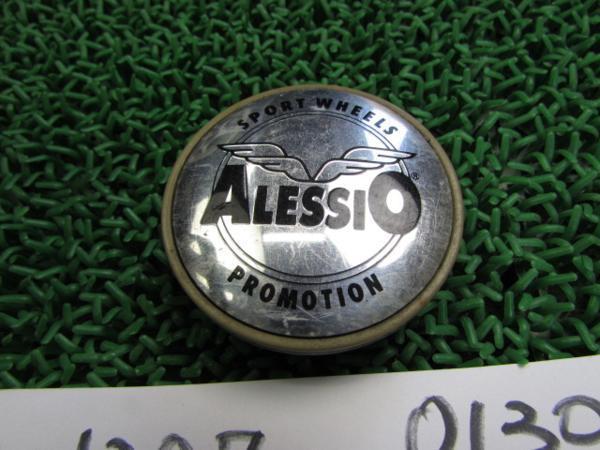 SPORT WHEELS
ALESSIO®
PROMOTION
0130